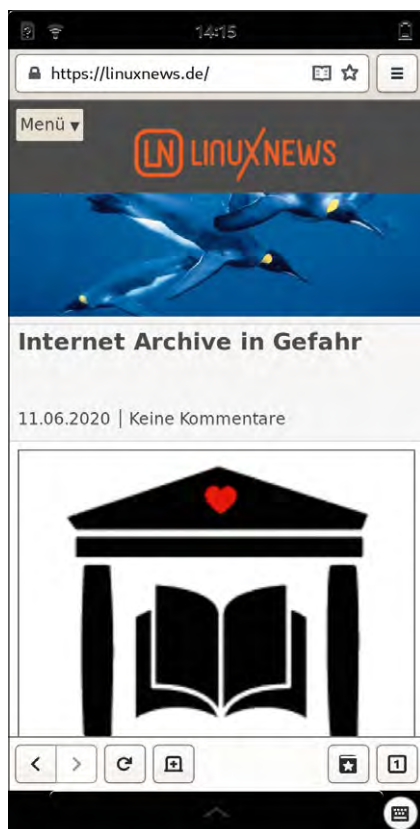 14:15
https://linuxnews.de/
Menü ▾
LN LINUXNEWS
Internet Archive in Gefahr
11.06.2020 | Keine Kommentare
1